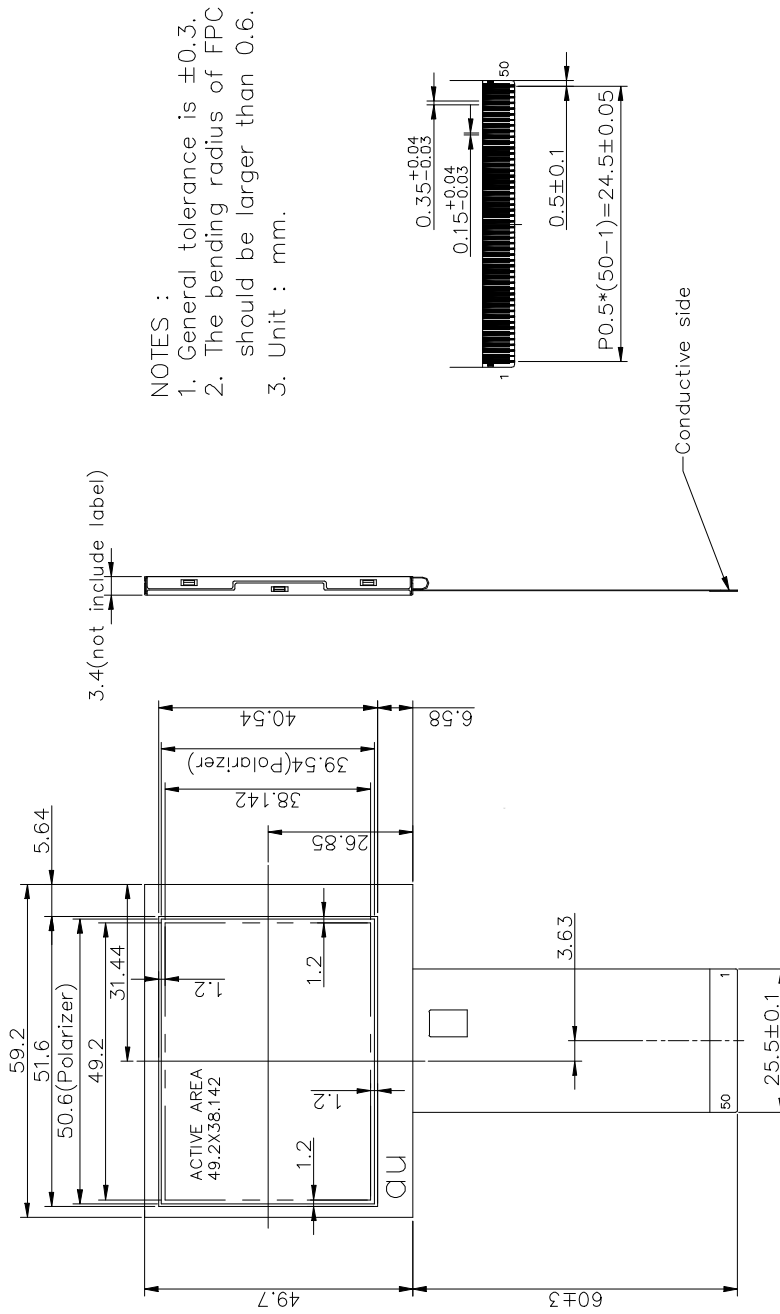 NOTES :
1. General tolerance is ±0.3.
2. The bending radius of FPC
should be larger than 0.6.
3. Unit : mm.
3.4(not include label)
0.35+0.04
-0.03
0.15+0.04
-0.03
50
1
0.5±0.1
P0.5*(50-1)=24.5±0.05
Conductive side
59.2
51.6
5.64
50.6(Polarizer)
31.44
49.2
40.54
39.54(Polarizer)
38.142
26.85
6.58
1.2
1.2
1.2
1.2
ACTIVE AREA
49.2X38.142
au
49.7
60±3
3.63
50
1
25.5±0.1